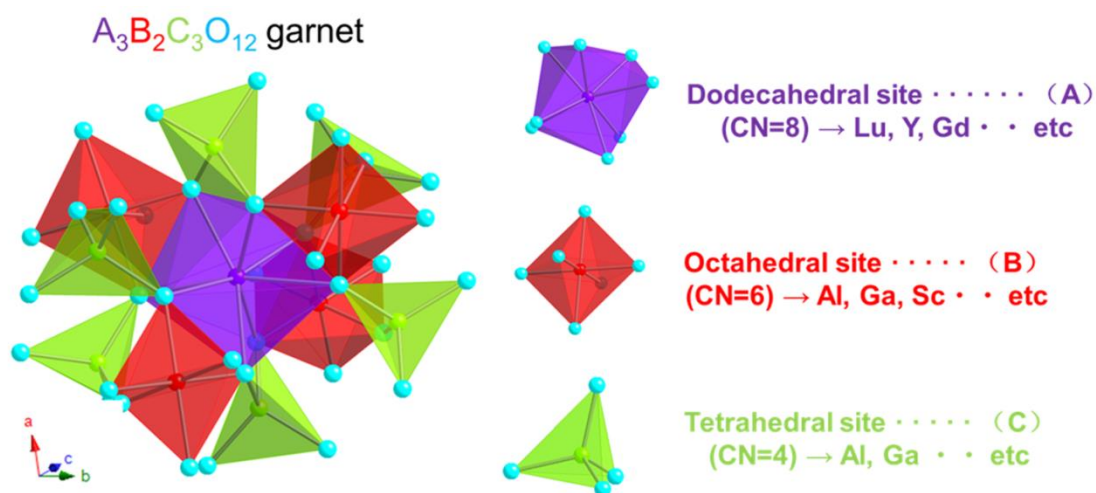 A₃B₂C₃O₁₂ garnet
Dodecahedral site ······ （A）
(CN=8) → Lu, Y, Gd · · etc
Octahedral site ····· （B）
(CN=6) → Al, Ga, Sc · · etc
Tetrahedral site ····· （C）
(CN=4) → Al, Ga · · etc
a
c
b